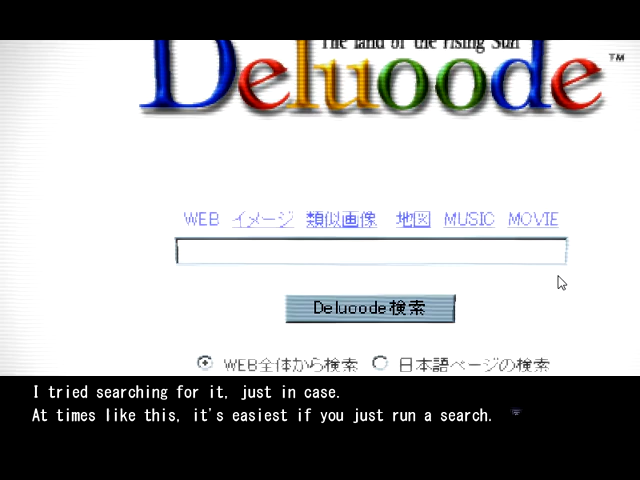 The land of the rising Sun
Deluoode™
WEB イメージ 類似画像 地図 MUSIC MOVIE
Deluoode検索
WEB全体から検索 日本語ページの検索
I tried searching for it, just in case.
At times like this, it's easiest if you just run a search.